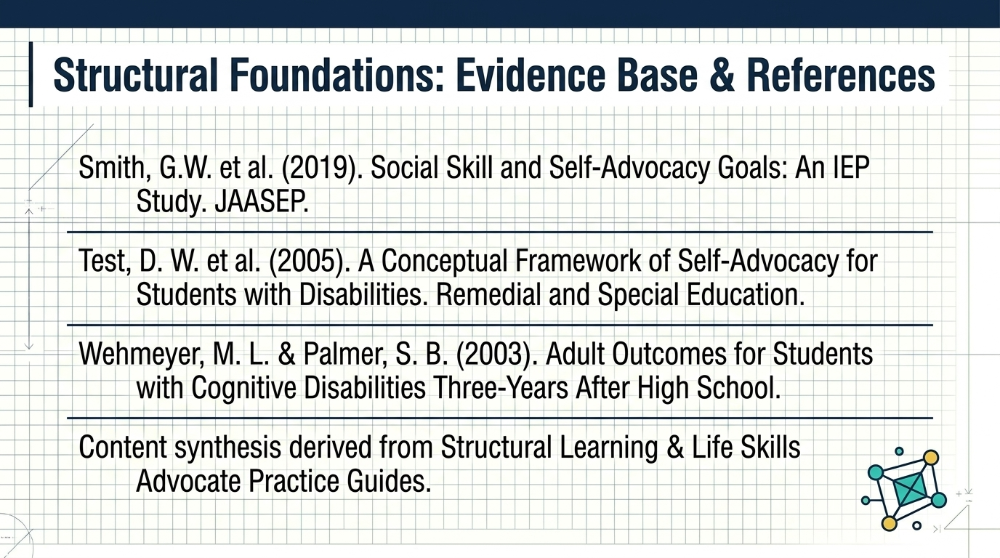 Structural Foundations: Evidence Base & References
Smith, G.W. et al. (2019). Social Skill and Self-Advocacy Goals: An IEP
Study. JAASEP.
Test, D. W. et al. (2005). A Conceptual Framework of Self-Advocacy for
Students with Disabilities. Remedial and Special Education.
Wehmeyer, M. L. & Palmer, S. B. (2003). Adult Outcomes for Students
with Cognitive Disabilities Three-Years After High School.
Content synthesis derived from Structural Learning & Life Skills
Advocate Practice Guides.